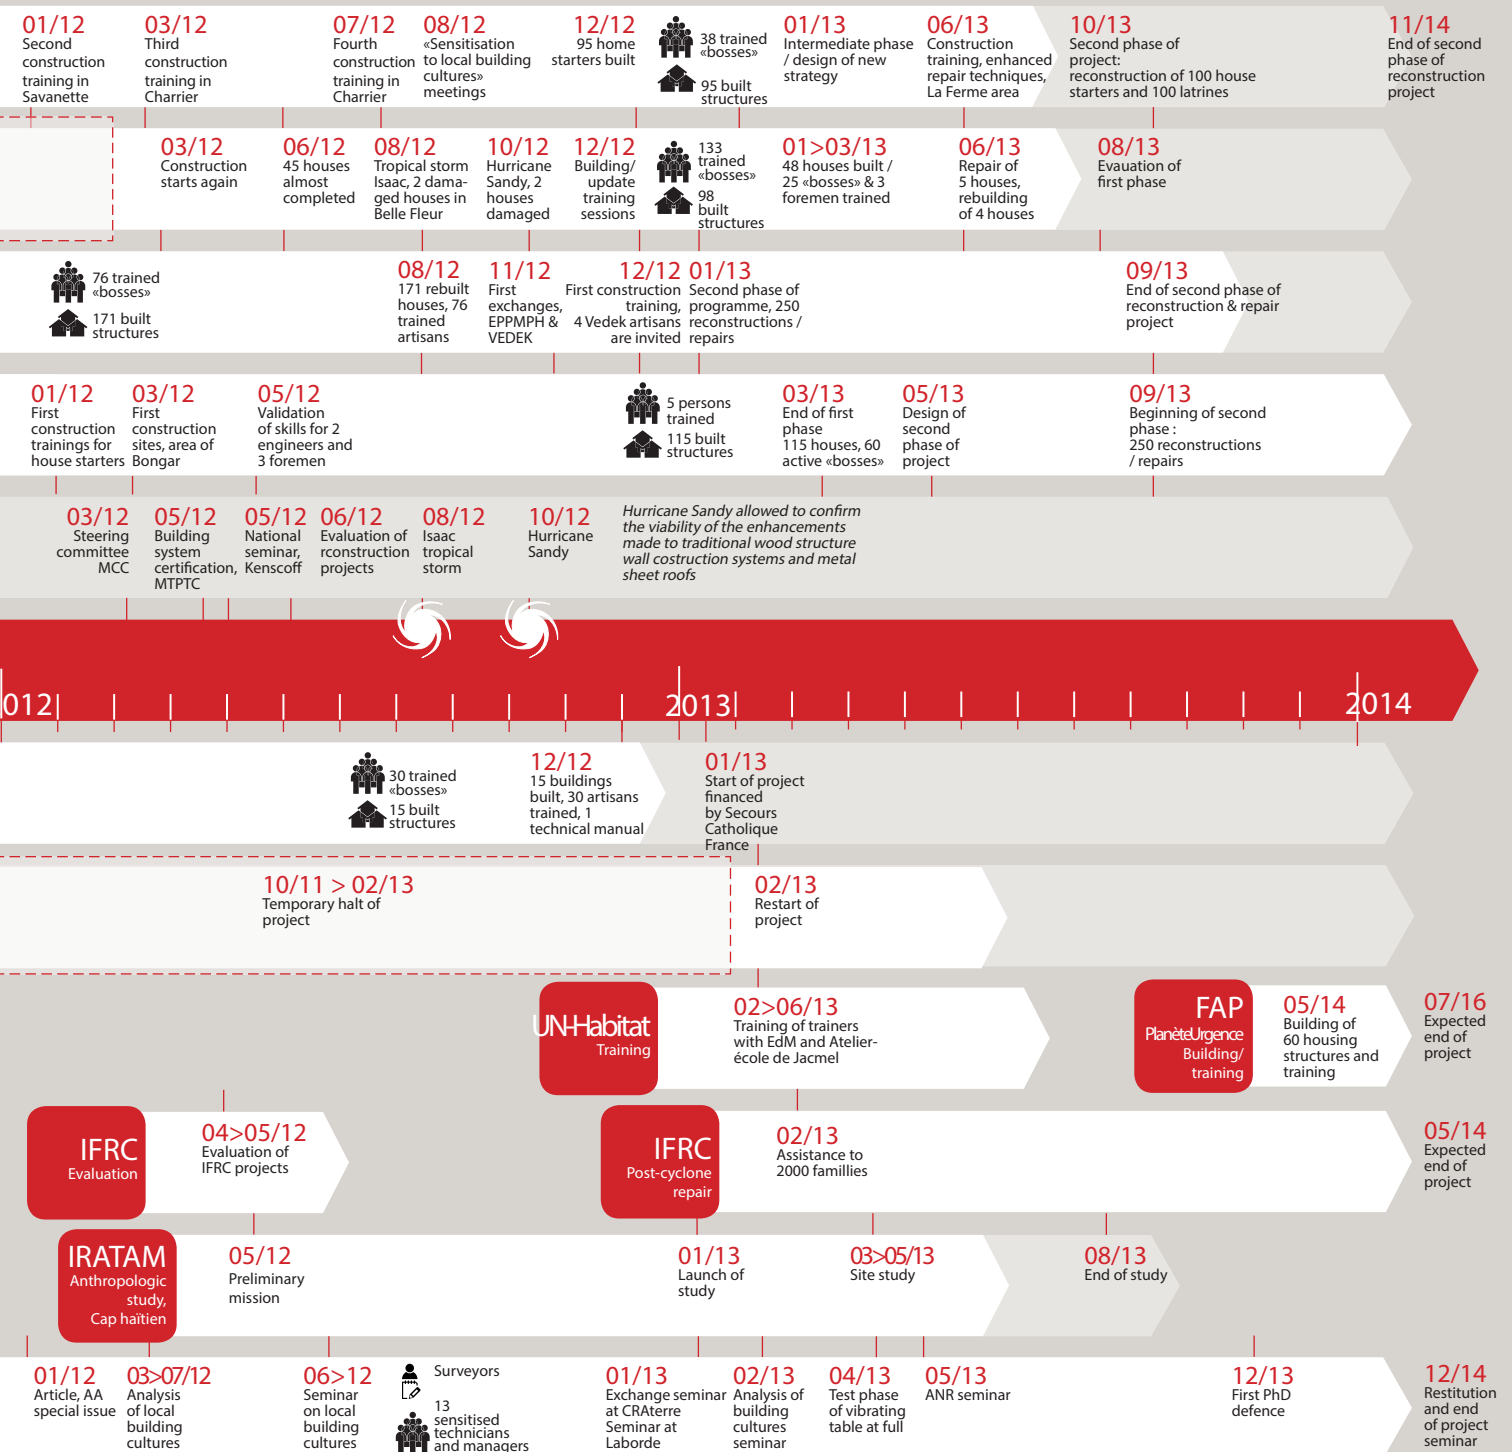 01/12
Second
construction
training in
Savanette
03/12
Third
construction
training in
Charrier
07/12
Fourth
construction
training in
Charrier
08/12
«Sensitisation
to local building
cultures»
meetings
12/12
95 home
starters built
38 trained
«bosses»
95 built
structures
01/13
Intermediate phase
/ design of new
strategy
06/13
Construction
training, enhanced
repair techniques,
La Ferme area
10/13
Second phase of
project:
reconstruction of 100 house
starters and 100 latrines
11/14
End of second
phase of
reconstruction
project
03/12
Construction
starts again
06/12
45 houses
almost
completed
08/12
Tropical storm
Isaac, 2 dama-
ged houses in
Belle Fleur
10/12
Hurricane
Sandy, 2
houses
damaged
12/12
Building/
update
training
sessions
133
trained
«bosses»
98
built
structures
01>03/13
48 houses built /
25 «bosses» & 3
foremen trained
06/13
Repair of
5 houses,
rebuilding
of 4 houses
08/13
Evauation of
first phase
76 trained
«bosses»
171 built
structures
08/12
171 rebuilt
houses, 76
trained
artisans
11/12
First
exchanges,
EPPMPH &
VEDEK
12/12
First construction
training,
4 Vedek artisans
are invited
01/13
Second phase of
programme, 250
reconstructions /
repairs
09/13
End of second phase of
reconstruction & repair
project
01/12
First
construction
trainings for
house starters
03/12
First
construction
sites, area of
Bongar
05/12
Validation
of skills for 2
engineers and
3 foremen
5 persons
trained
115 built
structures
03/13
End of first
phase
115 houses, 60
active «bosses»
05/13
Design of
second
phase of
project
09/13
Beginning of second
phase :
250 reconstructions
/ repairs
03/12
Steering
committee
MCC
05/12
Building
system
certification,
MTPTC
05/12
National
seminar,
Kenscoff
06/12
Evaluation of
rconstruction
projects
08/12
Isaac
tropical
storm
10/12
Hurricane
Sandy
Hurricane Sandy allowed to confirm
the viability of the enhancements
made to traditional wood structure
wall costruction systems and metal
sheet roofs
012
2013
2014
30 trained
«bosses»
15 built
structures
12/12
15 buildings
built, 30 artisans
trained, 1
technical manual
01/13
Start of project
financed
by Secours
Catholique
France
10/11 > 02/13
Temporary halt of
project
02/13
Restart of
project
UN-Habitat
Training
02>06/13
Training of trainers
with EdM and Atelier-
école de Jacmel
FAP
PlanèteUrgence
Building/
training
05/14
Building of
60 housing
structures and
training
07/16
Expected
end of
project
IFRC
Evaluation
04>05/12
Evaluation of
IFRC projects
IFRC
Post-cyclone
repair
02/13
Assistance to
2000 famillies
05/14
Expected
end of
project
IRATAM
Anthropologic
study,
Cap haïtien
05/12
Preliminary
mission
01/13
Launch of
study
03>05/13
Site study
08/13
End of study
01/12
Article, AA
special issue
03>07/12
Analysis
of local
building
cultures
06>12
Seminar
on local
building
cultures
Surveyors
13
sensitised
technicians
and managers
01/13
Exchange seminar
at CRAterre
Seminar at
Laborde
02/13
Analysis of
building
cultures
seminar
04/13
Test phase
of vibrating
table at full
05/13
ANR seminar
12/13
First PhD
defence
12/14
Restitution
and end
of project
seminar